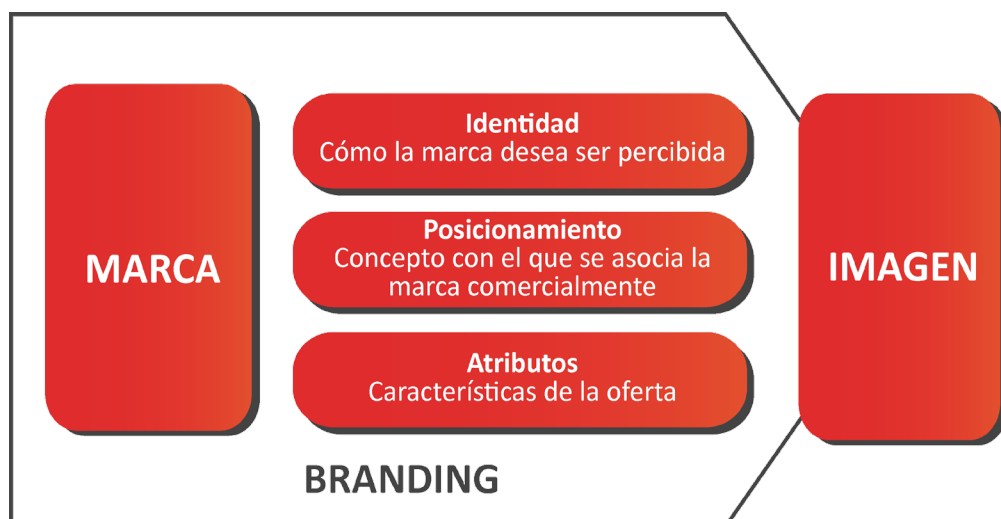 MARCA
Identidad
Cómo la marca desea ser percibida
Posicionamiento
Concepto con el que se asocia la
marca comercialmente
Atributos
Características de la oferta
IMAGEN
BRANDING